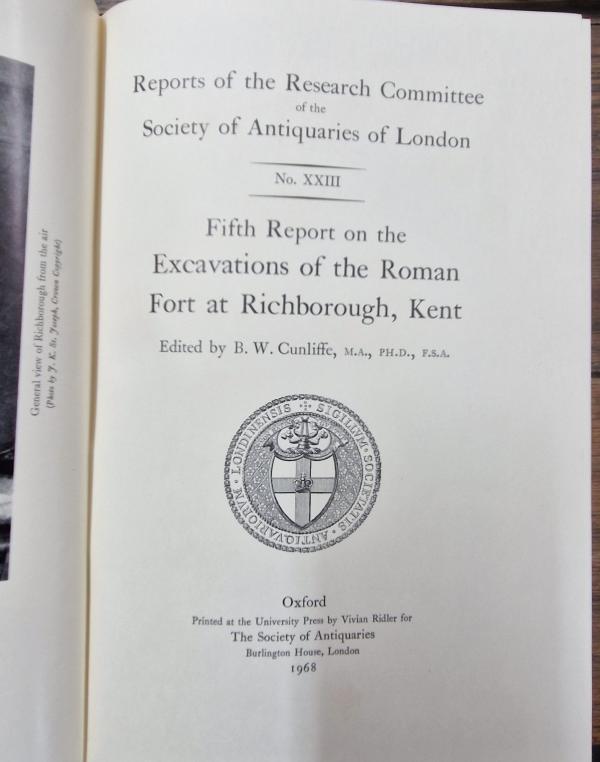 General view of Richborough from the air
(Photo by J. K. St. Joseph, Crown Copyright)
Reports of the Research Committee
of the
Society of Antiquaries of London
No. XXIII
Fifth Report on the
Excavations of the Roman
Fort at Richborough, Kent
Edited by B. W. Cunliffe, M.A., PH.D., F.S.A.
SIGILLVM · SOCIETATIS · ANTIQVARIORVM · LONDINENSIS
Oxford
Printed at the University Press by Vivian Ridler for
The Society of Antiquaries
Burlington House, London
1968